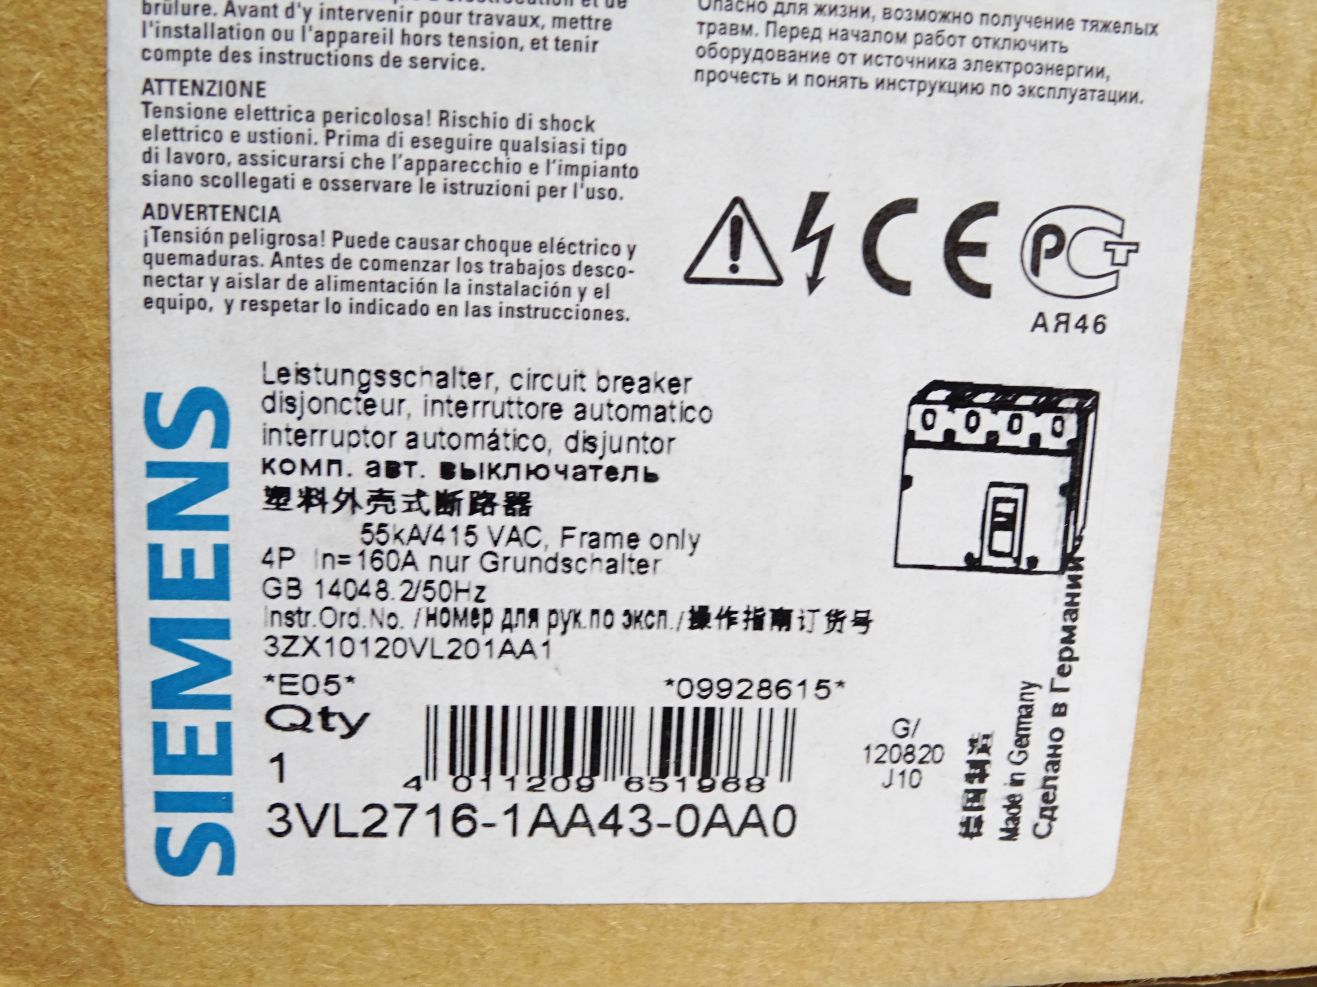 brûlure. Avant d'y intervenir pour travaux, mettre
l'installation ou l'appareil hors tension, et tenir
compte des instructions de service.
ATTENZIONE
Tensione elettrica pericolosa! Rischio di shock
elettrico e ustioni. Prima di eseguire qualsiasi tipo
di lavoro, assicurarsi che l'apparecchio e l'impianto
siano scollegati e osservare le istruzioni per l'uso.
ADVERTENCIA
¡Tensión peligrosa! Puede causar choque eléctrico y
quemaduras. Antes de comenzar los trabajos desco-
nectar y aislar de alimentación la instalación y el
equipo, y respetar lo indicado en las instrucciones.
Опасно для жизни, возможно получение тяжелых
травм. Перед началом работ отключить
оборудование от источника электроэнергии,
прочесть и понять инструкцию по эксплуатации.
CE
РСТ
АЯ46
SIEMENS
Leistungsschalter, circuit breaker
disjoncteur, interruttore automatico
interruptor automático, disjuntor
комп. авт. выключатель
塑料外壳式断路器
55kA/415 VAC, Frame only
4P In=160A nur Grundschalter
GB 14048.2/50Hz
Instr.Ord.No. /номер для рук.по эксп./操作指南订货号
3ZX10120VL201AA1
*E05* *09928615*
Qty
1
4 011209 651968
3VL2716-1AA43-0AA0
G/
120820
J10
德国制造
Made in Germany
Сделано в Германии